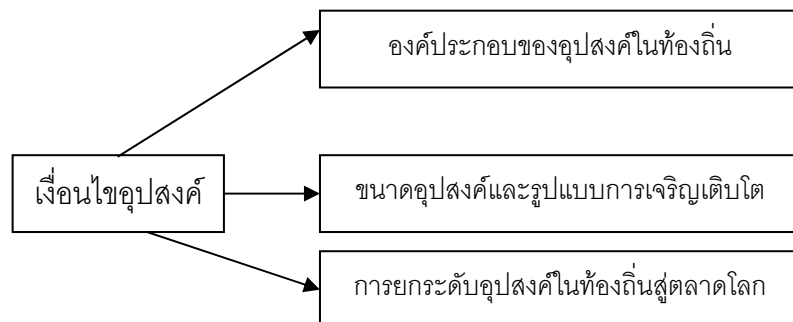 องค์ประกอบของอุปสงค์ในท้องถิ่น
เงื่อนไขอุปสงค์
ขนาดอุปสงค์และรูปแบบการเจริญเติบโต
การยกระดับอุปสงค์ในท้องถิ่นสู่ตลาดโลก